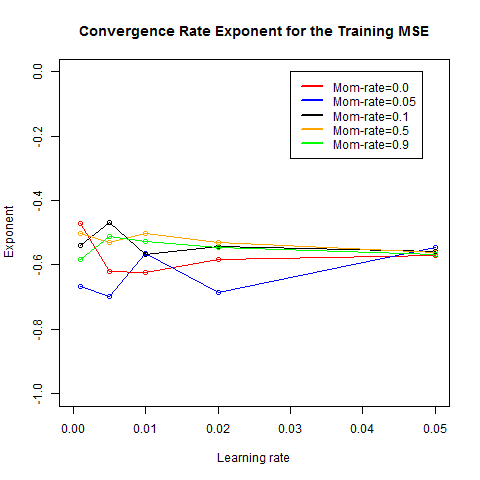 Convergence Rate Exponent for the Training MSE
Mom-rate=0.0
Mom-rate=0.05
Mom-rate=0.1
Mom-rate=0.5
Mom-rate=0.9
Exponent
0.0
-0.2
-0.4
-0.6
-0.8
-1.0
0.00 0.01 0.02 0.03 0.04 0.05
Learning rate